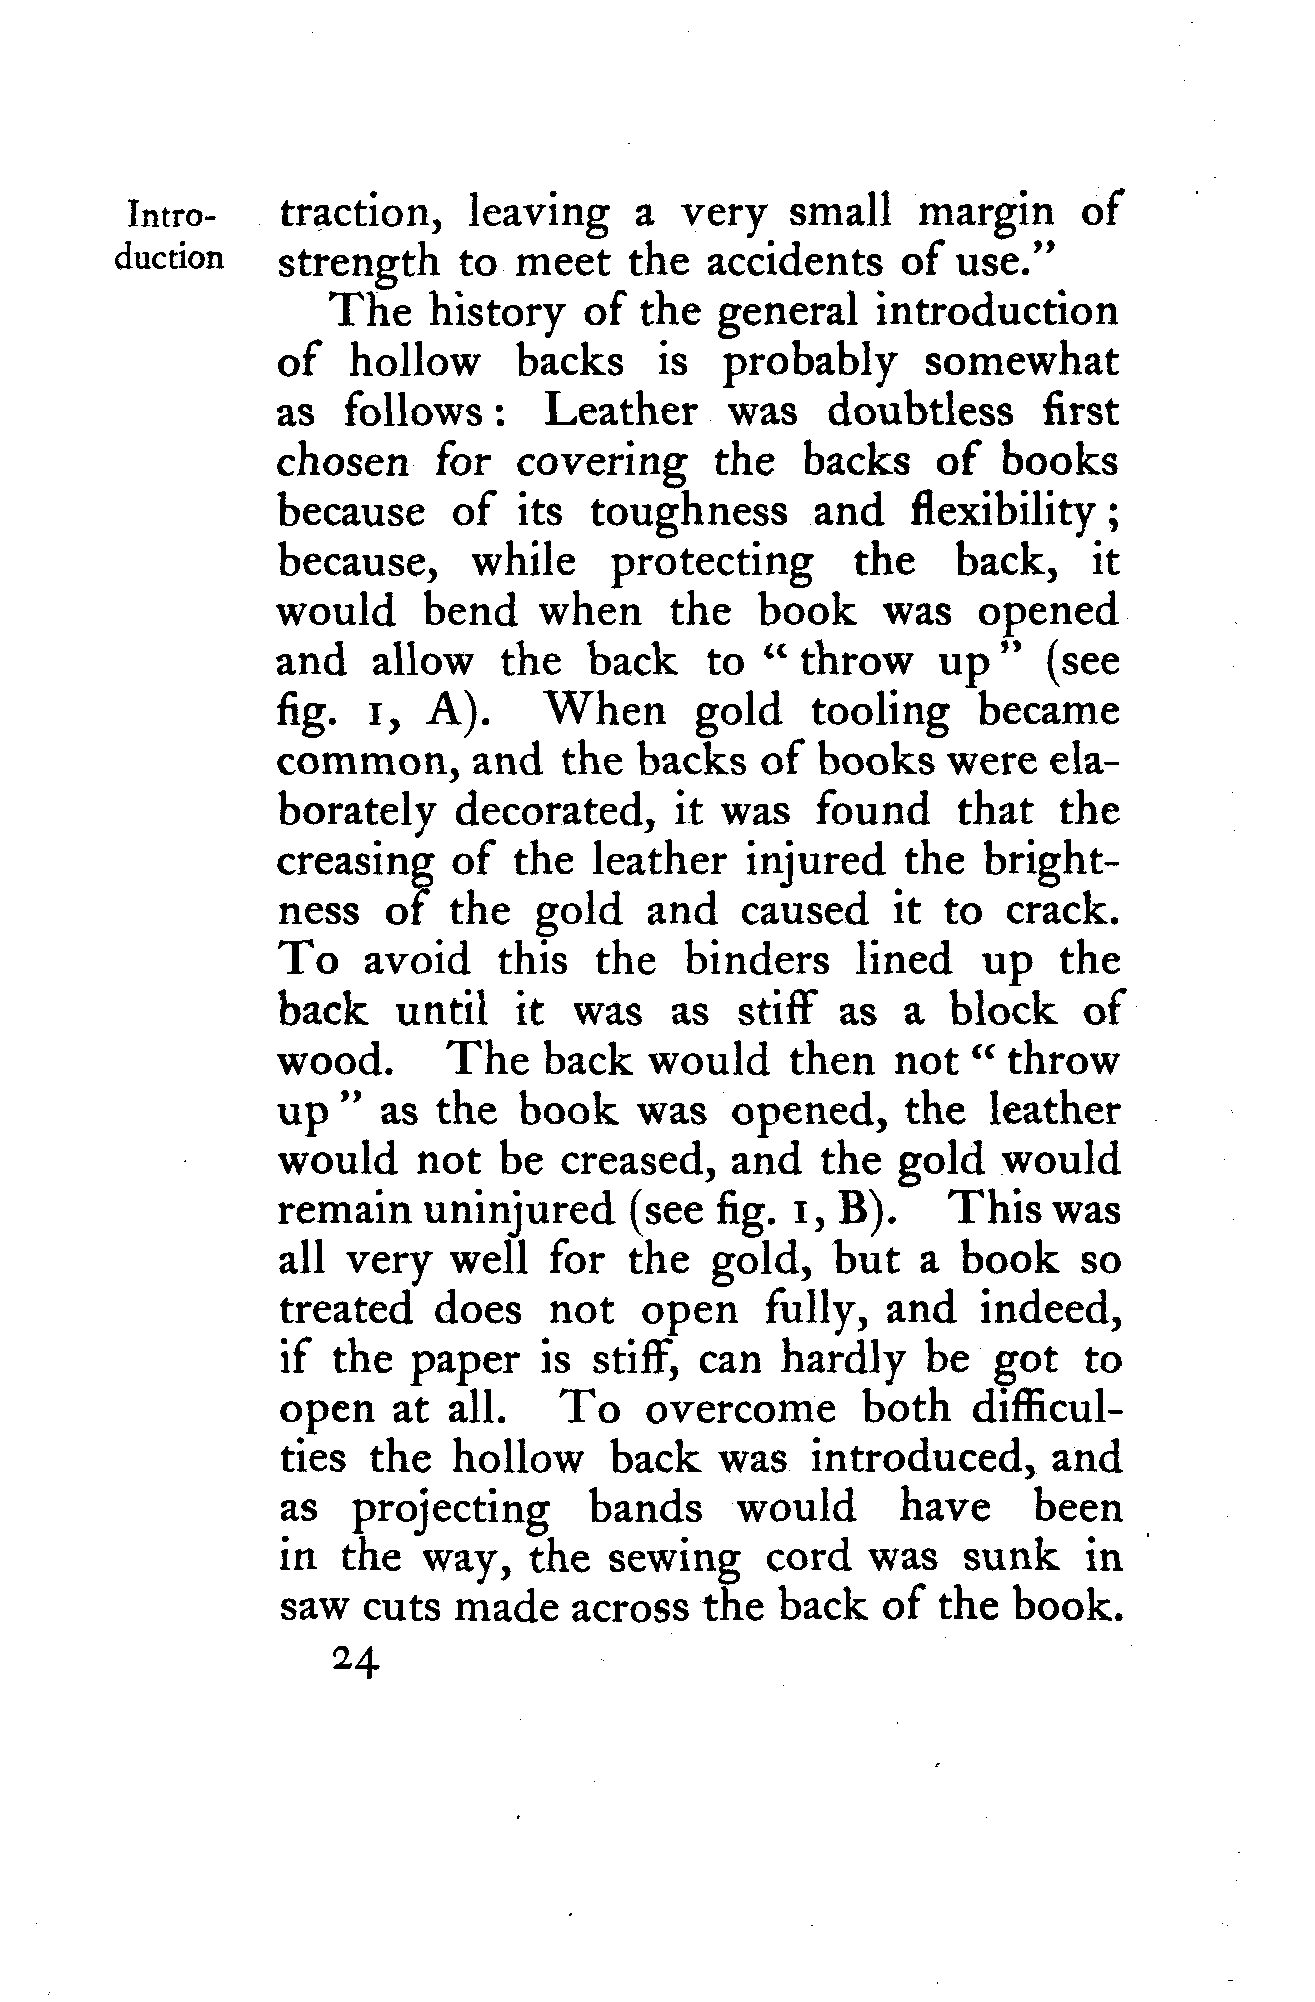 Intro-
duction
traction, leaving a very small margin of
strength to meet the accidents of use.”
The history of the general introduction
of hollow backs is probably somewhat
as follows : Leather was doubtless first
chosen for covering the backs of books
because of its toughness and flexibility ;
because, while protecting the back, it
would bend when the book was opened
and allow the back to “ throw up ” (see
fig. 1, A). When gold tooling became
common, and the backs of books were ela-
borately decorated, it was found that the
creasing of the leather injured the bright-
ness of the gold and caused it to crack.
To avoid this the binders lined up the
back until it was as stiff as a block of
wood. The back would then not “ throw
up ” as the book was opened, the leather
would not be creased, and the gold would
remain uninjured (see fig. 1, B). This was
all very well for the gold, but a book so
treated does not open fully, and indeed,
if the paper is stiff, can hardly be got to
open at all. To overcome both difficul-
ties the hollow back was introduced, and
as projecting bands would have been
in the way, the sewing cord was sunk in
saw cuts made across the back of the book.
24